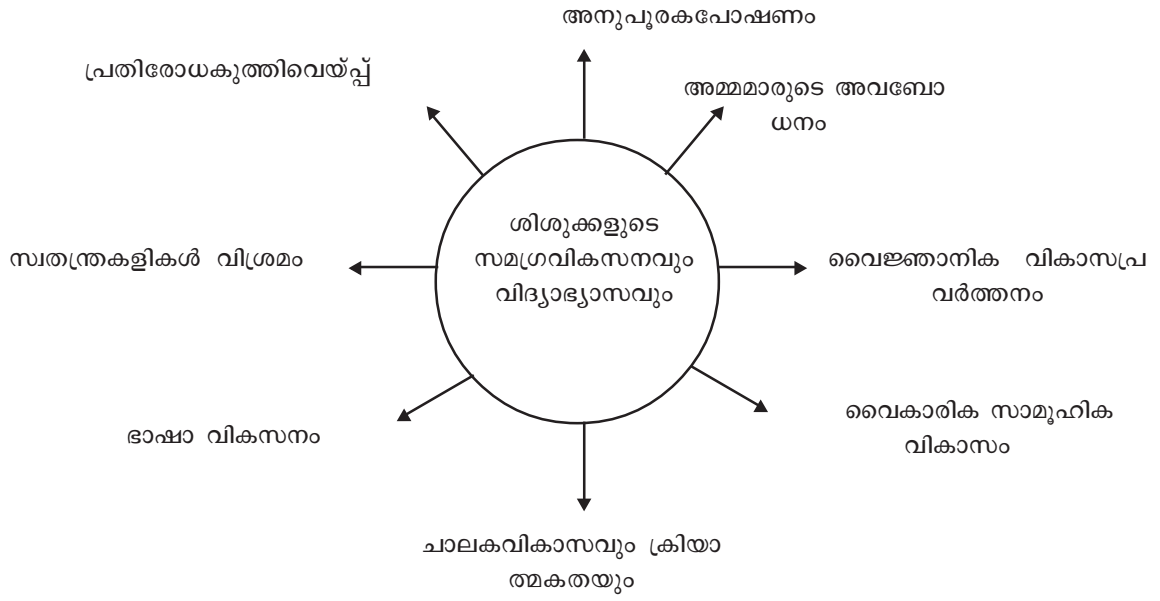 അനുപൂരകപോഷണം
പ്രതിരോധകുത്തിവെയ്പ്പ്
അമ്മമാരുടെ അവബോ
ധനം
ശിശുക്കളുടെ
സമഗ്രവികസനവും
വിദ്യാഭ്യാസവും
സ്വതന്ത്രകളികൾ വിശ്രമം
വൈജ്ഞാനിക വികാസപ്ര
വർത്തനം
വൈകാരിക സാമൂഹിക
വികാസം
ഭാഷാ വികസനം
ചാലകവികാസവും ക്രിയാ
ത്മകതയും